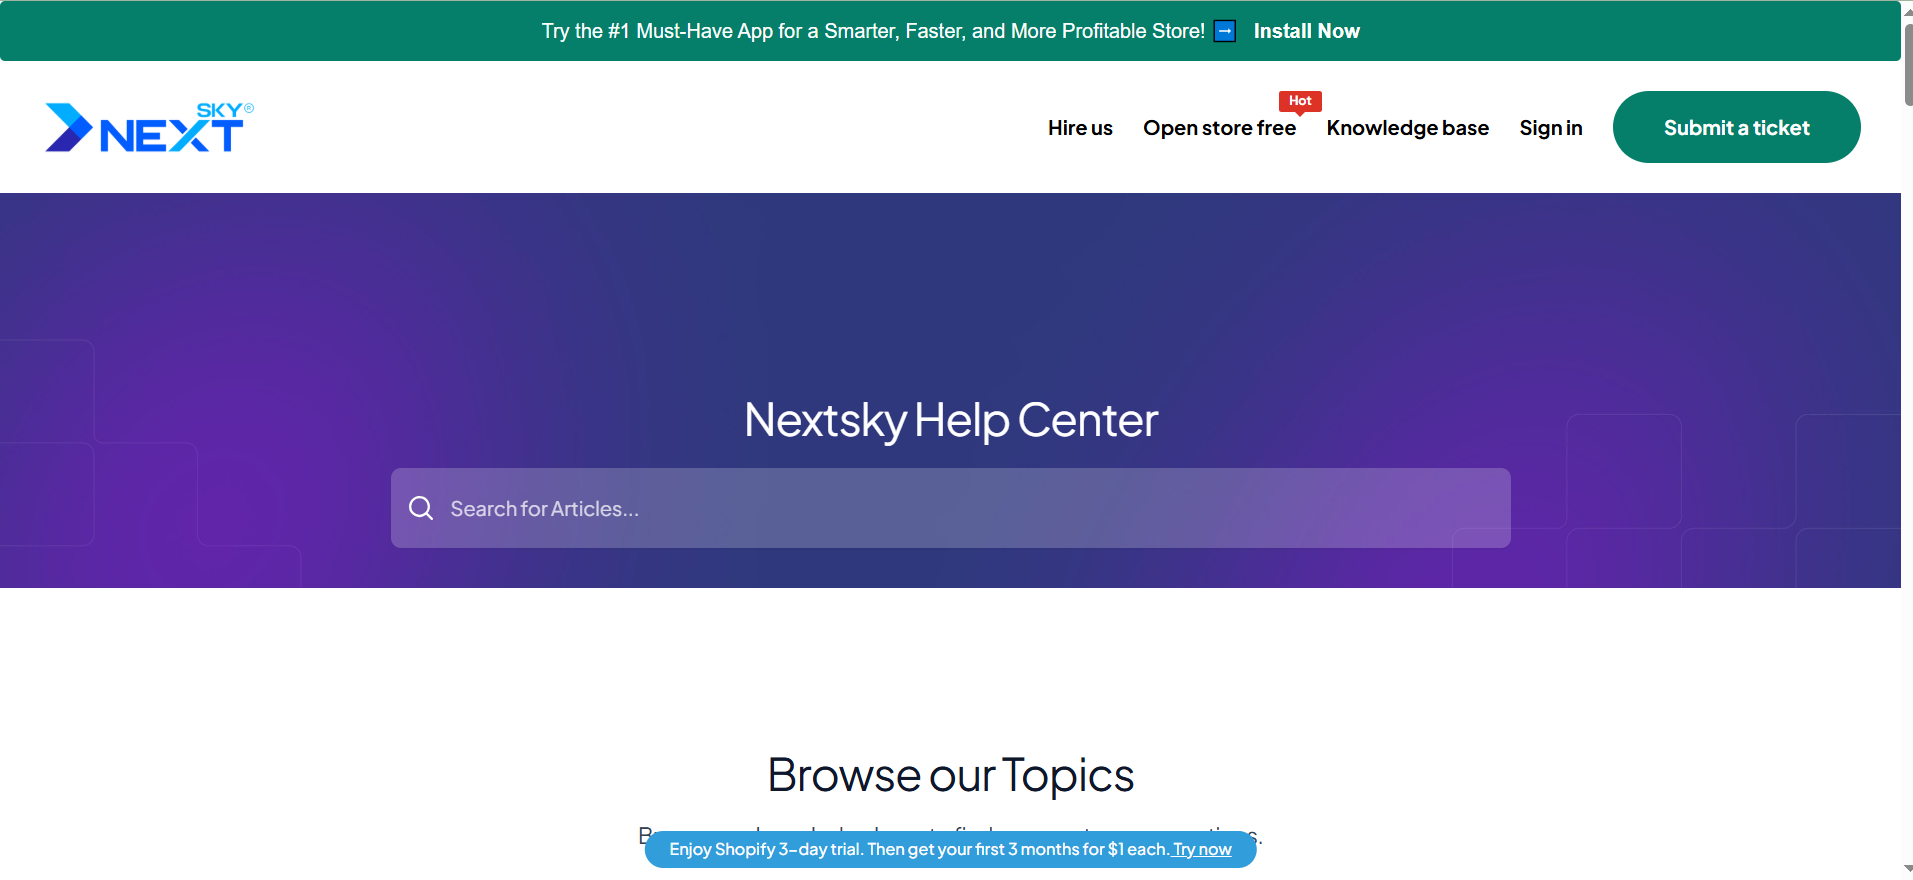 Try the #1 Must-Have App for a Smarter, Faster, and More Profitable Store! ➡ Install Now
SKY®
NEXT
Hot
Hire us Open store free Knowledge base Sign in Submit a ticket
Nextsky Help Center
Search for Articles...
Browse our Topics
Enjoy Shopify 3-day trial. Then get your first 3 months for $1 each. Try now